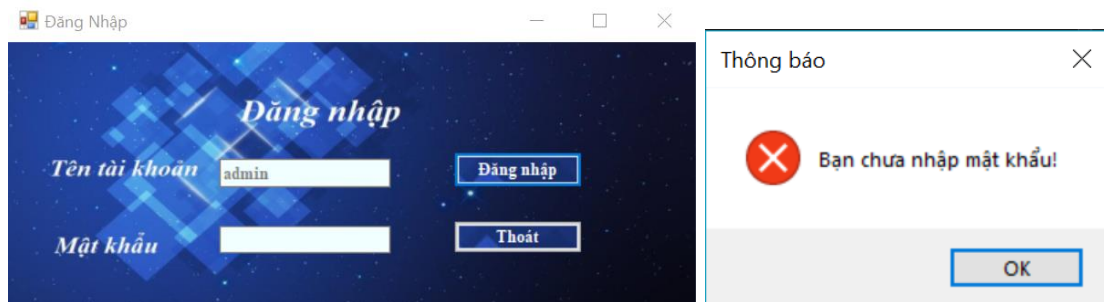 Đăng Nhập
Đăng nhập
Tên tài khoản
admin
Đăng nhập
Mật khẩu
Thoát
Thông báo
Bạn chưa nhập mật khẩu!
OK